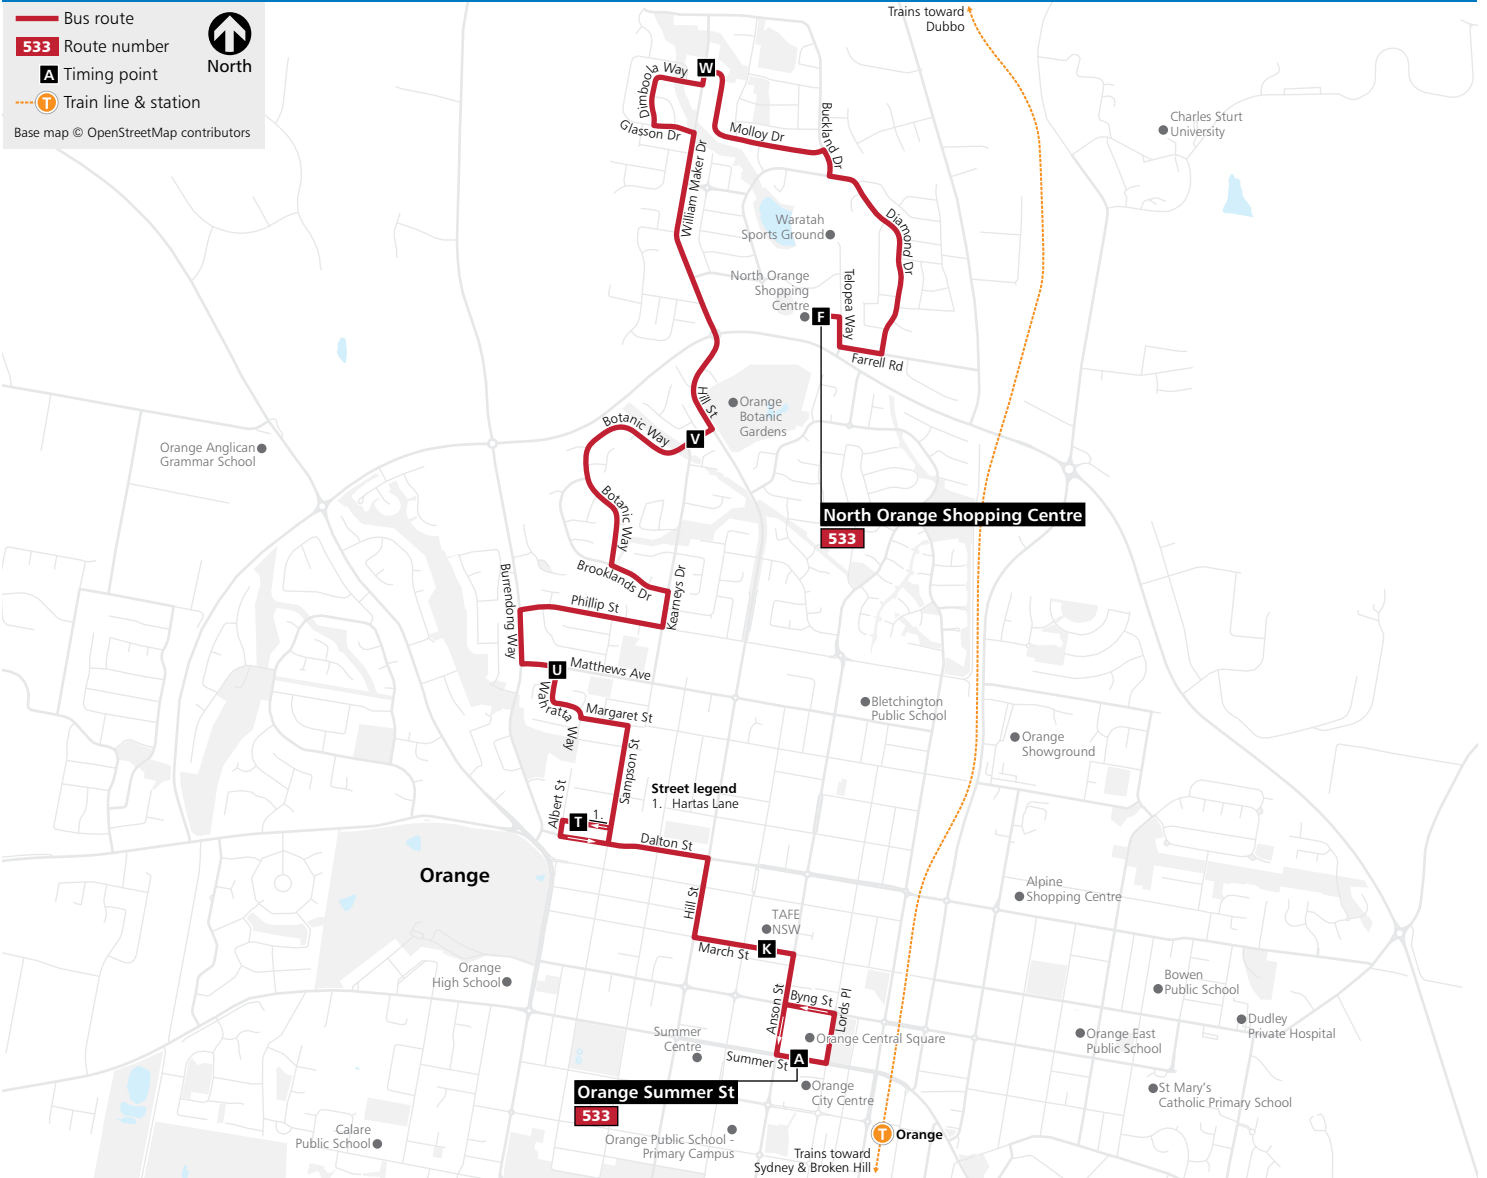 Bus route
533 Route number
A Timing point
T Train line & station
Base map © OpenStreetMap contributors
North
Trains toward
Dubbo
Charles Sturt
University
W
Dimboola Way
Glasson Dr
William Maker Dr
Molloy Dr
Buckland Dr
Diamond Dr
Waratah
Sports Ground
North Orange
Shopping
Centre
F
Telopea Way
Farrell Rd
Hill St
Orange
Botanic
Gardens
V
Botanic Way
Botanic Way
Orange Anglican
Grammar School
North Orange Shopping Centre
533
Brooklands Dr
Kearneys Dr
Phillip St
Burrendong Way
U
Matthews Ave
Wahratta Way
Margaret St
Sampson St
Bletchington
Public School
Orange
Showground
Street legend
1. Hartas Lane
Albert St
T
1.
Dalton St
Orange
Hill St
Alpine
Shopping Centre
TAFE
NSW
March St
K
Orange
High School
Anson St
Byng St
Lords Pl
Bowen
Public School
Dudley
Private Hospital
Orange East
Public School
Summer
Centre
Orange Central Square
Summer St
A
Orange Summer St
533
Orange
City Centre
St Mary's
Catholic Primary School
Calare
Public School
Orange Public School -
Primary Campus
T Orange
Trains toward
Sydney & Broken Hill